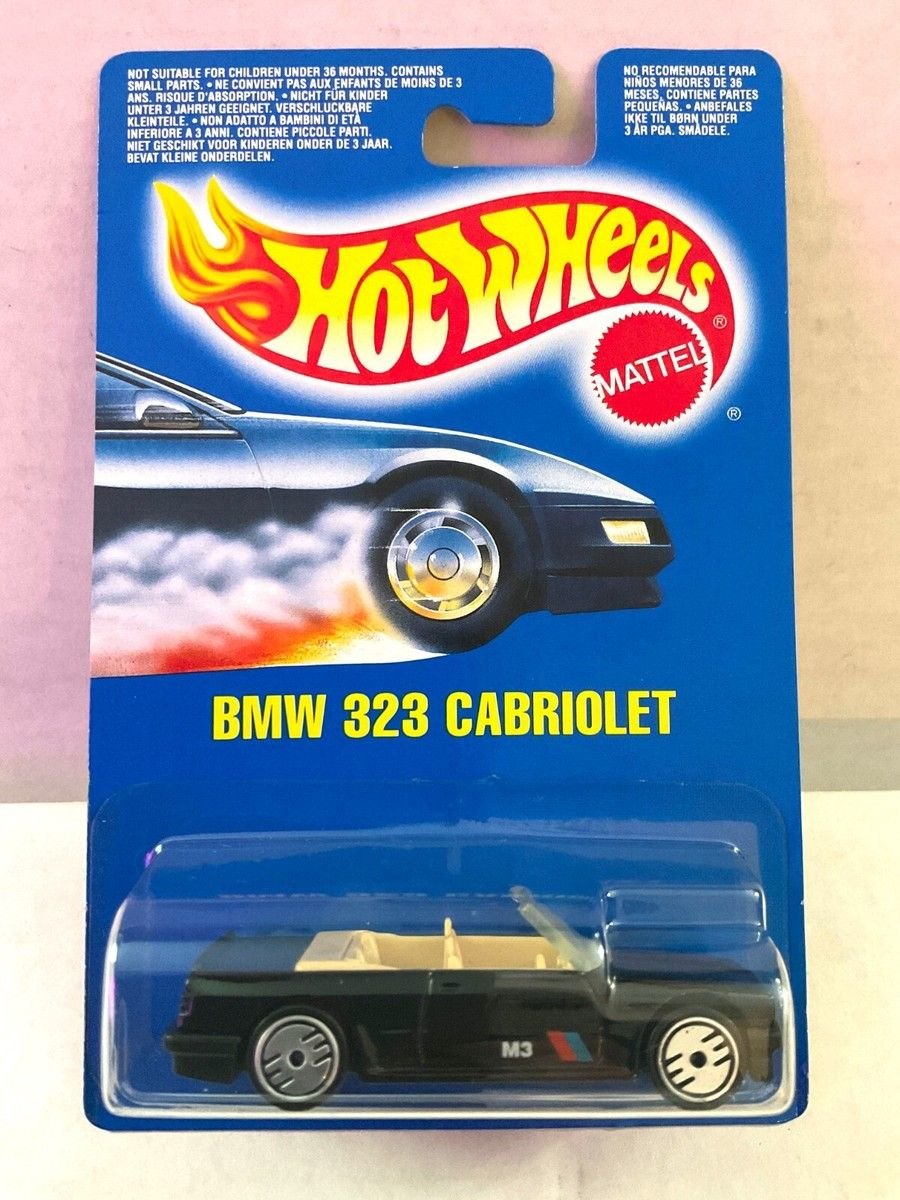 NOT SUITABLE FOR CHILDREN UNDER 36 MONTHS. CONTAINS
SMALL PARTS. • NE CONVIENT PAS AUX ENFANTS DE MOINS DE 3
ANS. RISQUE D'ABSORPTION. • NICHT FÜR KINDER
UNTER 3 JAHREN GEEIGNET. VERSCHLUCKBARE
KLEINTEILE. • NON ADATTO A BAMBINI DI ETÀ
INFERIORE A 3 ANNI. CONTIENE PICCOLE PARTI.
NIET GESCHIKT VOOR KINDEREN ONDER DE 3 JAAR.
BEVAT KLEINE ONDERDELEN.
NO RECOMENDABLE PARA
NIÑOS MENORES DE 36
MESES, CONTIENE PARTES
PEQUEÑAS. • ANBEFALES
IKKE TIL BØRN UNDER
3 ÅR PGA. SMÅDELE.
HOT WHEELS
®
MATTEL
®
BMW 323 CABRIOLET
M3